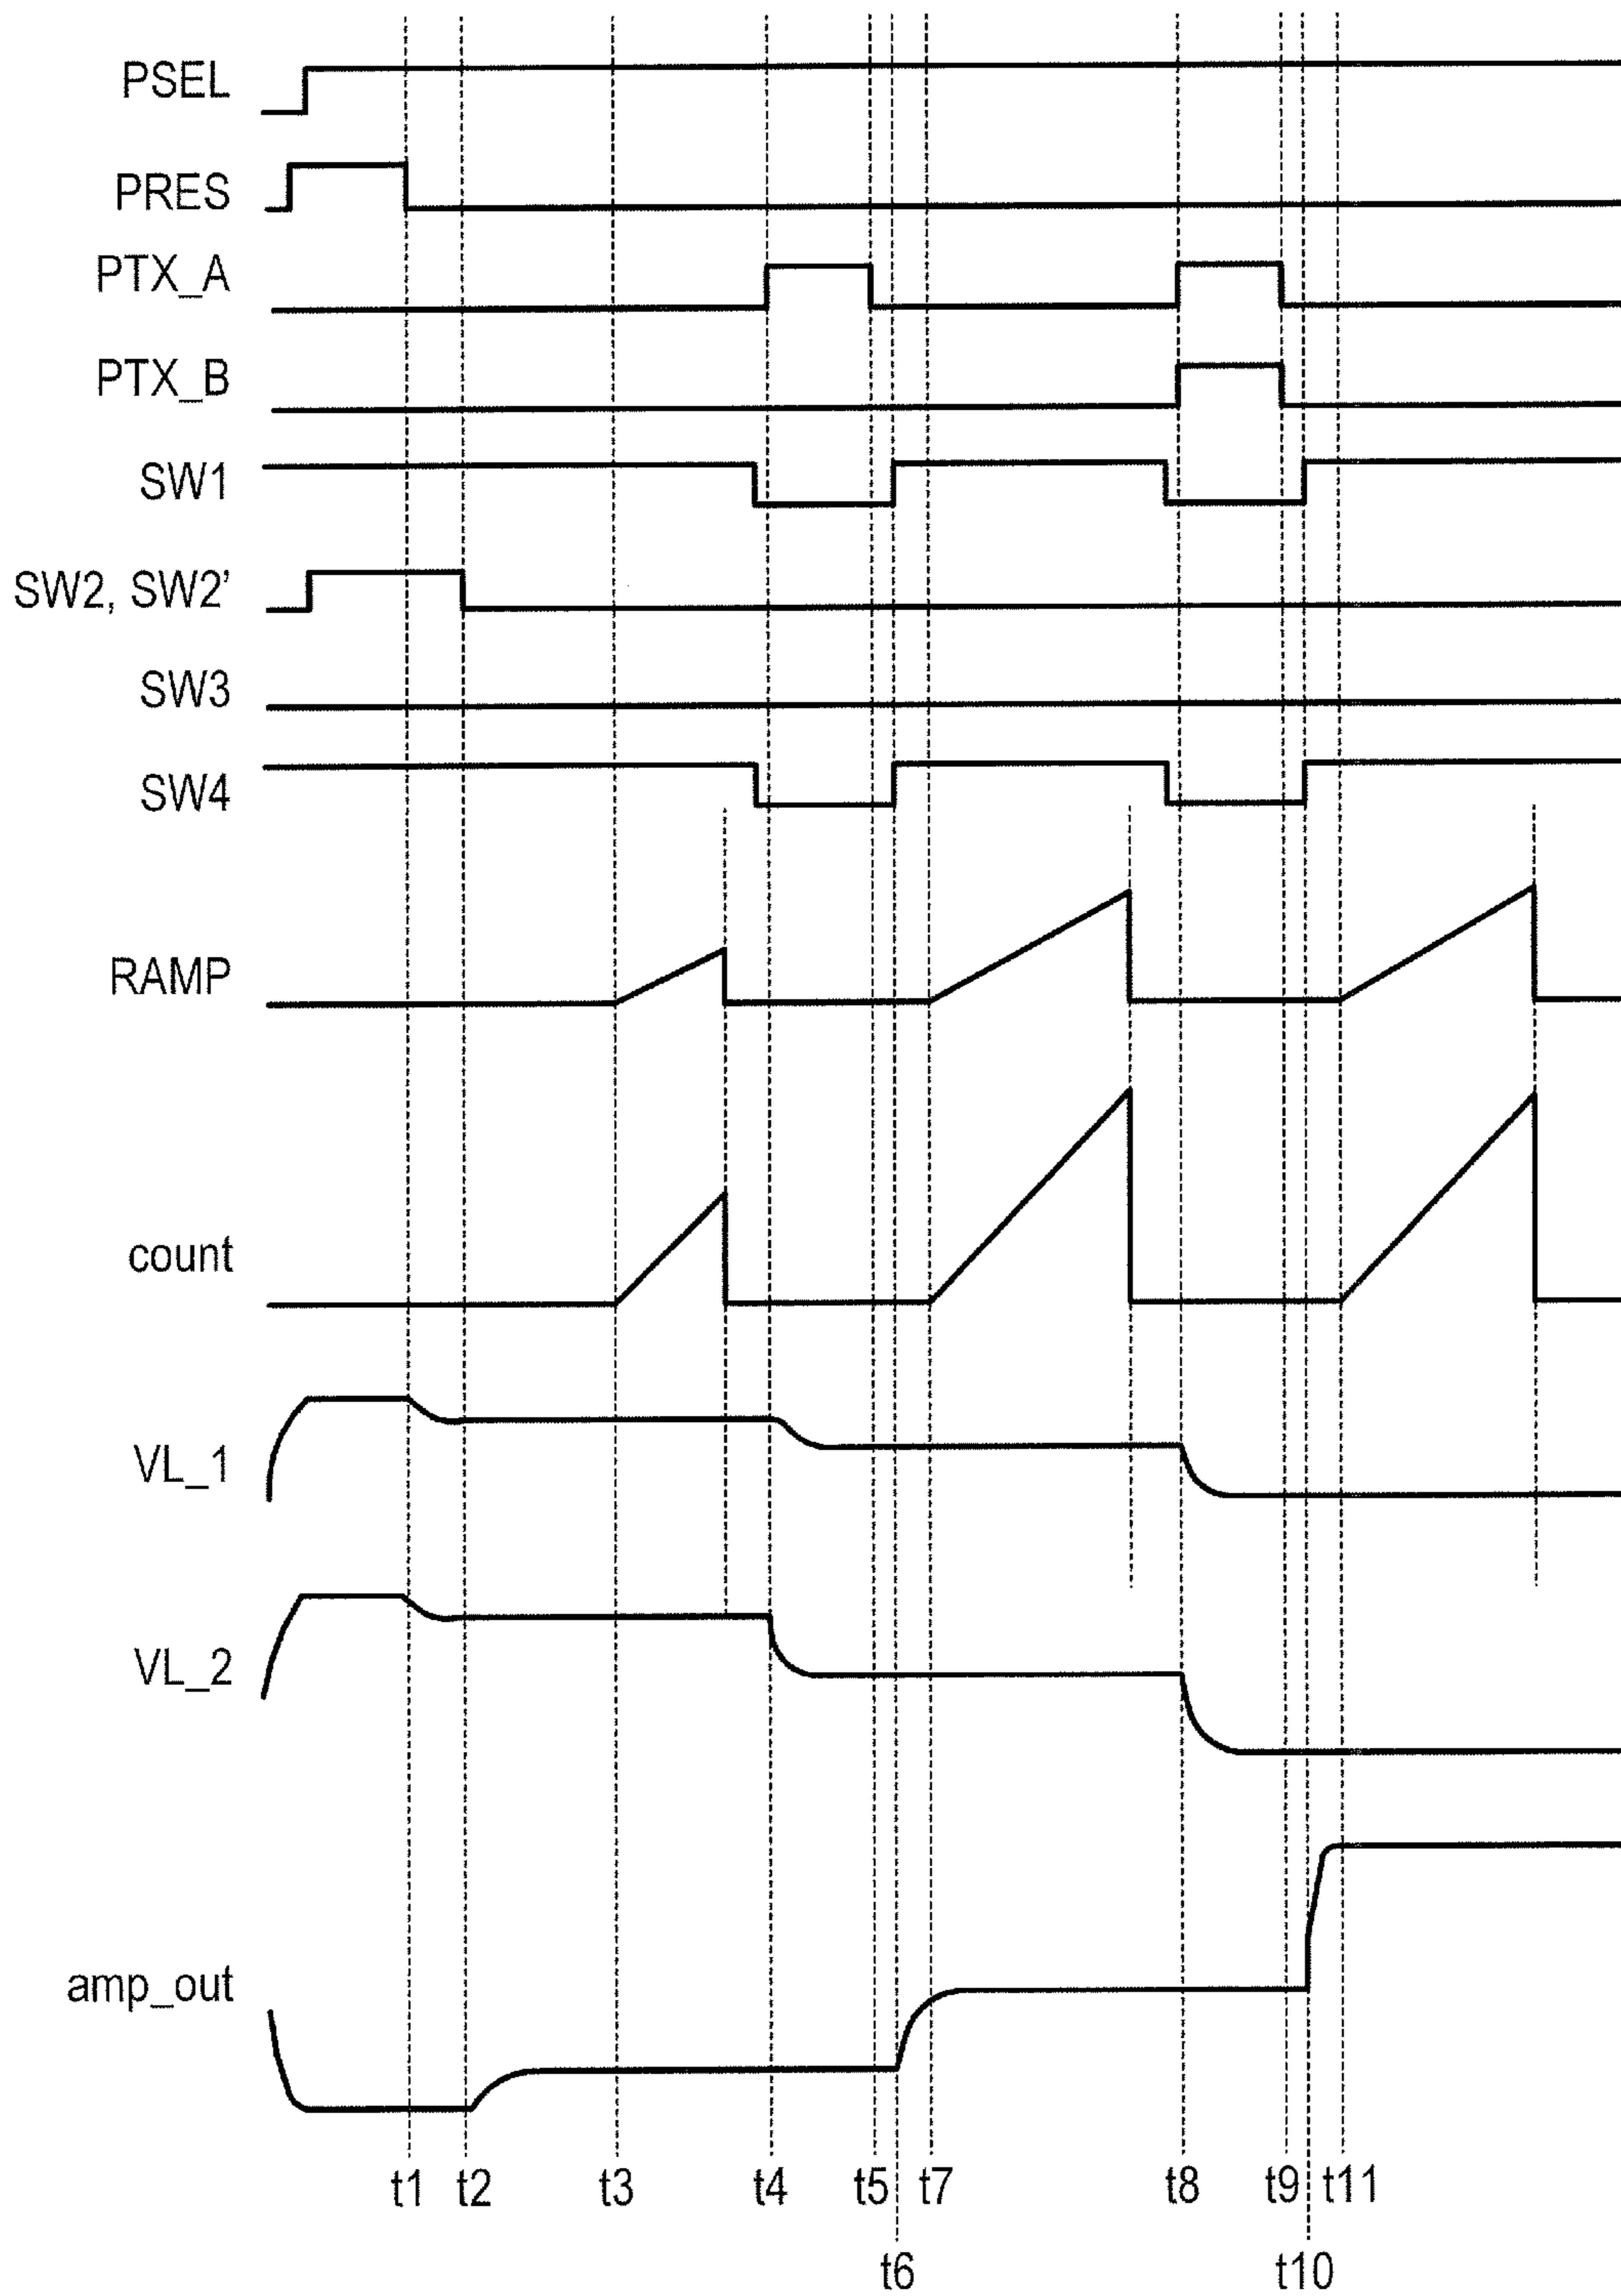 PSEL
PRES
PTX_A
PTX_B
SW1
SW2, SW2'
SW3
SW4
RAMP
count
VL_1
VL_2
amp_out
t1 t2 t3 t4 t5 t7 t8 t9 t11
t6 t10